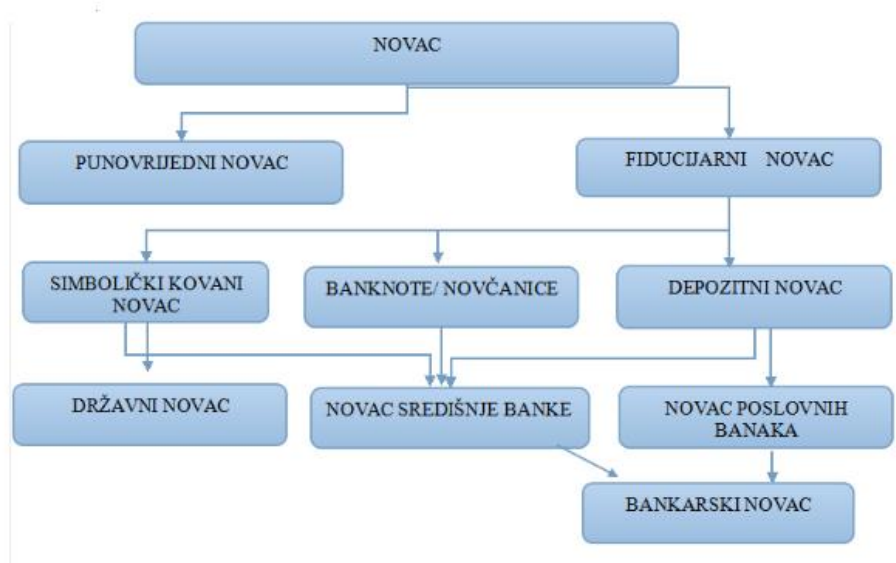 NOVAC
PUNOVRIJEDNI NOVAC
FIDUCIJARNI NOVAC
SIMBOLIČKI KOVANI
NOVAC
BANKNOTE/ NOVČANICE
DEPOZITNI NOVAC
DRŽAVNI NOVAC
NOVAC SREDIŠNJE BANKE
NOVAC POSLOVNIH
BANAKA
BANKARSKI NOVAC